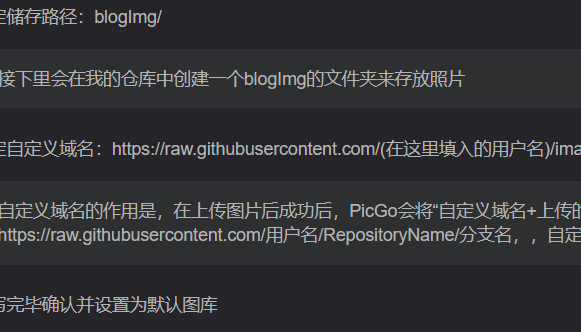 储存路径：blogImg/
接下里会在我的仓库中创建一个blogImg的文件夹来存放照片
自定义域名：https://raw.githubusercontent.com/(在这里填入的用户名)/ima
自定义域名的作用是，在上传图片后成功后，PicGo会将“自定义域名+上传的
https://raw.githubusercontent.com/用户名/RepositoryName/分支名，，自定
完毕确认并设置为默认图库